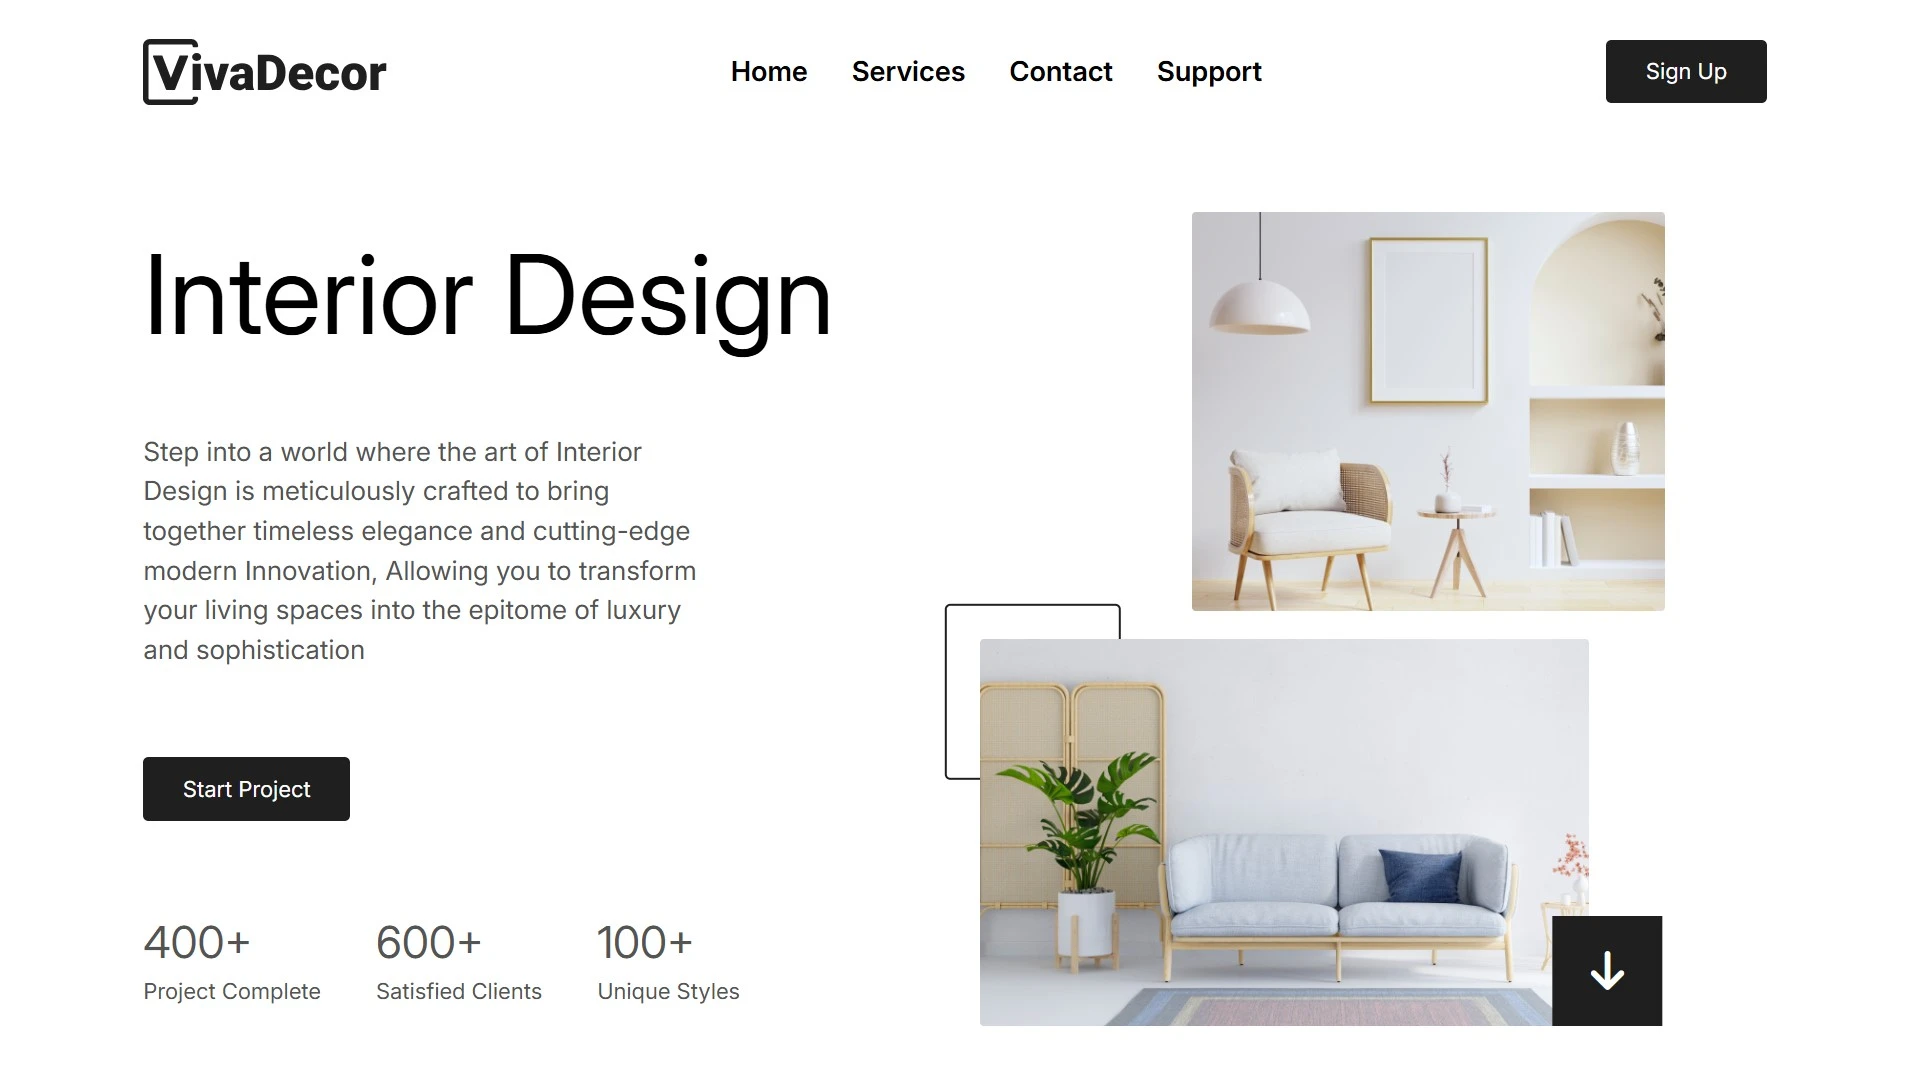 VivaDecor
Home
Services
Contact
Support
Sign Up
Interior Design
Step into a world where the art of Interior
Design is meticulously crafted to bring
together timeless elegance and cutting-edge
modern Innovation, Allowing you to transform
your living spaces into the epitome of luxury
and sophistication
Start Project
400+
Project Complete
600+
Satisfied Clients
100+
Unique Styles